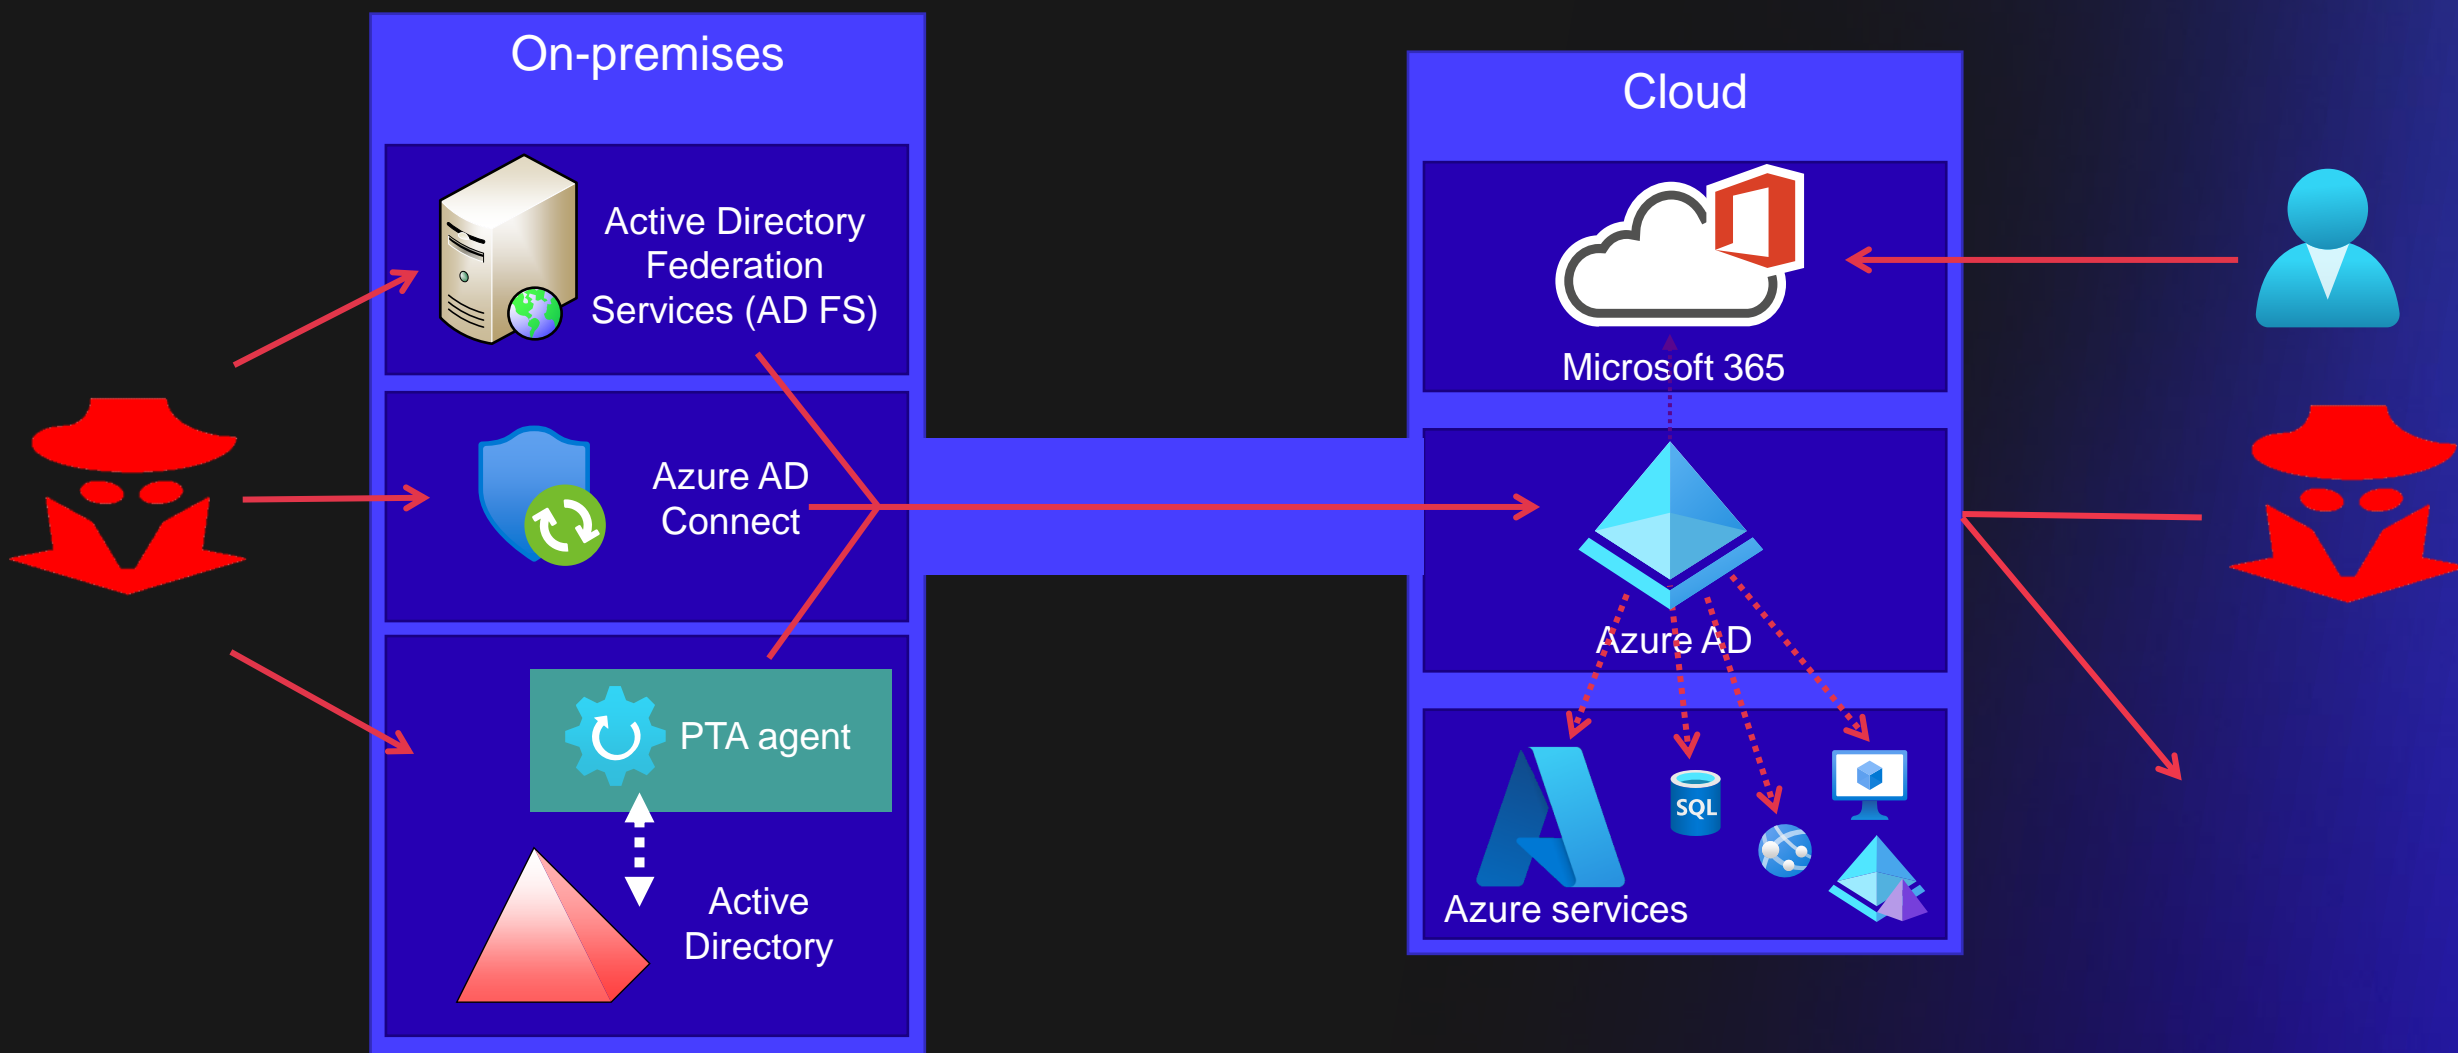 On-premises
Active Directory
Federation
Services (AD FS)
Azure AD
Connect
PTA agent
Active
Directory
Cloud
Microsoft 365
Azure AD
SQL
Azure services